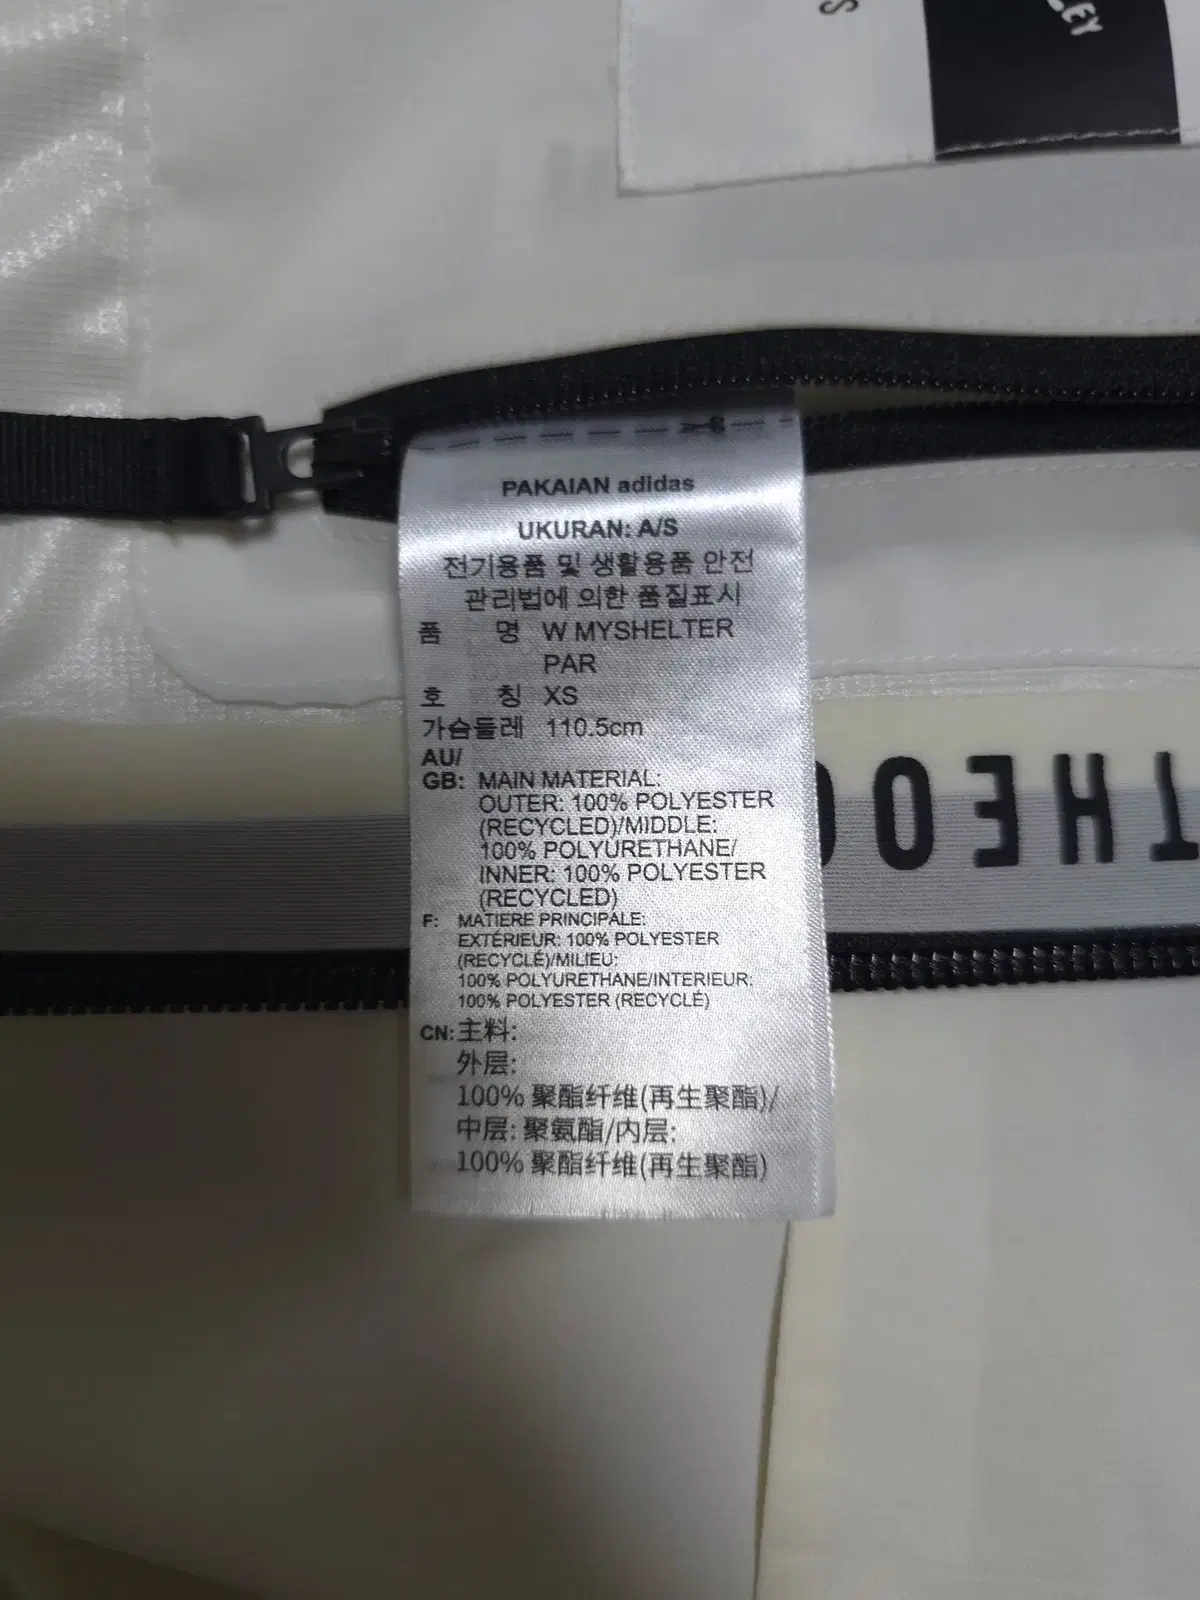 S
LEY
PAKAIAN adidas
UKURAN: A/S
전기용품 및 생활용품 안전
관리법에 의한 품질표시
품 명 W MYSHELTER
PAR
호 칭 XS
가슴둘레 110.5cm
AU/
GB: MAIN MATERIAL:
OUTER: 100% POLYESTER
(RECYCLED)/MIDDLE:
100% POLYURETHANE/
INNER: 100% POLYESTER
(RECYCLED)
F: MATIERE PRINCIPALE:
EXTÉRIEUR: 100% POLYESTER
(RECYCLÉ)/MILIEU:
100% POLYURETHANE/INTERIEUR:
100% POLYESTER (RECYCLÉ)
CN: 主料:
外层:
100% 聚酯纤维(再生聚酯)/
中层: 聚氨酯/内层:
100% 聚酯纤维(再生聚酯)
THEO